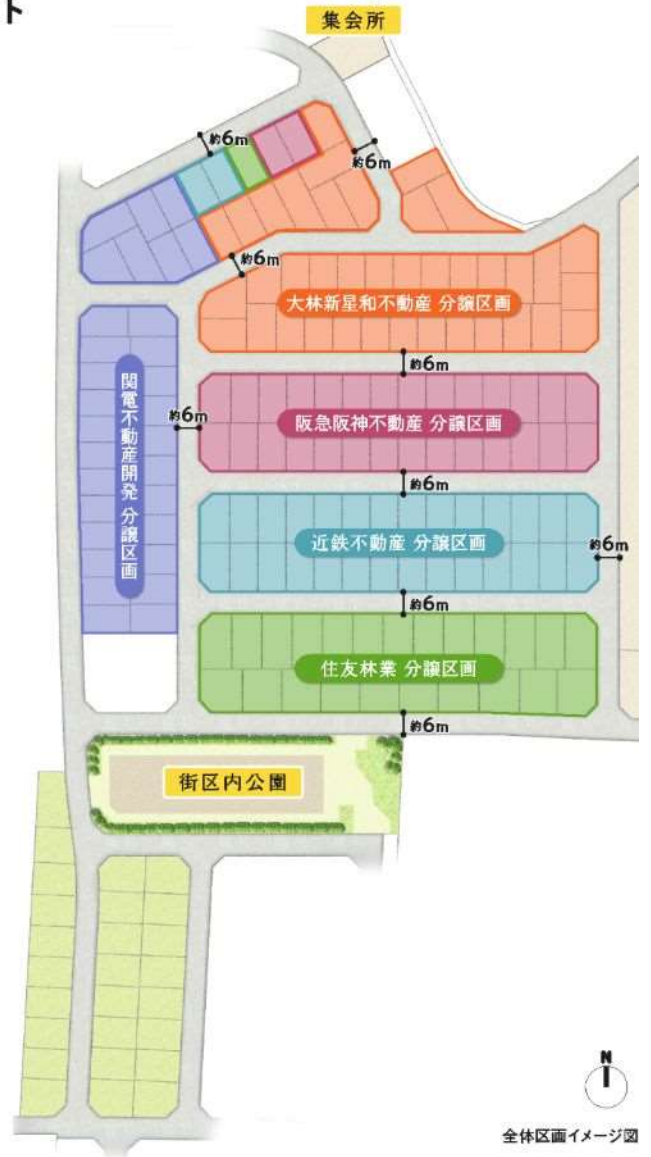 ト
集会所
約6m
約6m
約6m
大林新星和不動産 分譲区画
約6m
関電不動産開発 分譲区画
約6m
阪急阪神不動産 分譲区画
約6m
近鉄不動産 分譲区画
約6m
約6m
住友林業 分譲区画
約6m
街区内公園
N
全体区画イメージ図